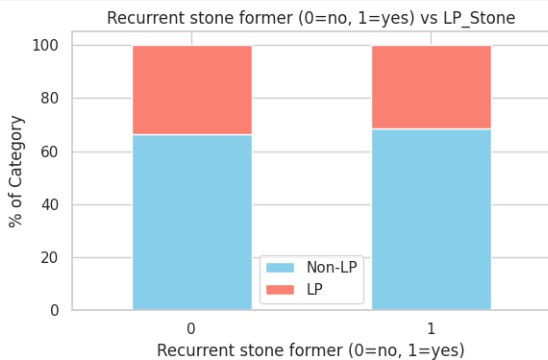 Recurrent stone former (0=no, 1=yes) vs LP_Stone
100
80
60
40
20
0
% of Category
Non-LP
LP
0
1
Recurrent stone former (0=no, 1=yes)